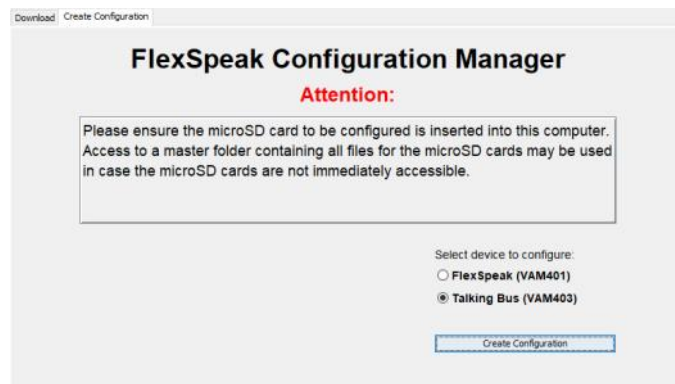 Download Create Configuration
FlexSpeak Configuration Manager
Attention:
Please ensure the microSD card to be configured is inserted into this computer.
Access to a master folder containing all files for the microSD cards may be used
in case the microSD cards are not immediately accessible.
Select device to configure:
FlexSpeak (VAM401)
Talking Bus (VAM403)
Create Configuration